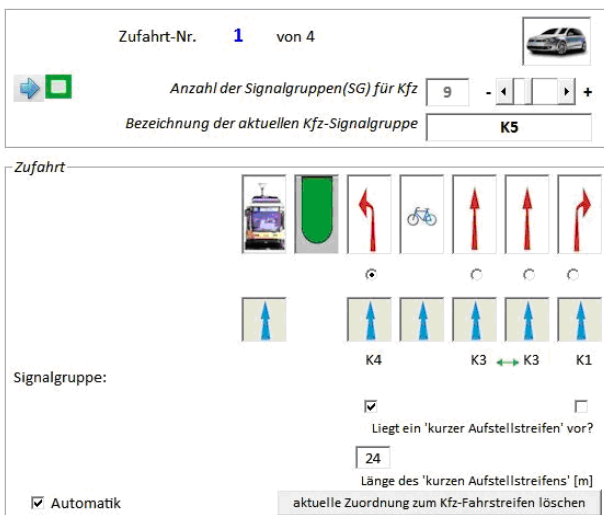 Zufahrt-Nr. 1 von 4
Anzahl der Signalgruppen(SG) für Kfz 9 - +
Bezeichnung der aktuellen Kfz-Signalgruppe K5
Zufahrt
K4 K3 K3 K1
Signalgruppe:
Liegt ein 'kurzer Aufstellstreifen' vor?
24
Länge des 'kurzen Aufstellstreifens' [m]
Automatik aktuelle Zuordnung zum Kfz-Fahrstreifen löschen